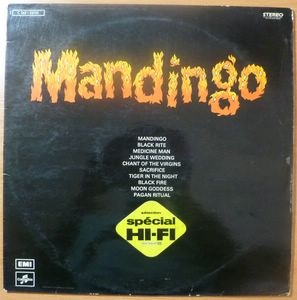 STEREO
Mandingo
MANDINGO
BLACK RITE
MEDICINE MAN
JUNGLE WEDDING
CHANT OF THE VIRGINS
SACRIFICE
TIGER IN THE NIGHT
BLACK FIRE
MOON GODDESS
PAGAN RITUAL
sélection
spécial
HI-FI
EMI